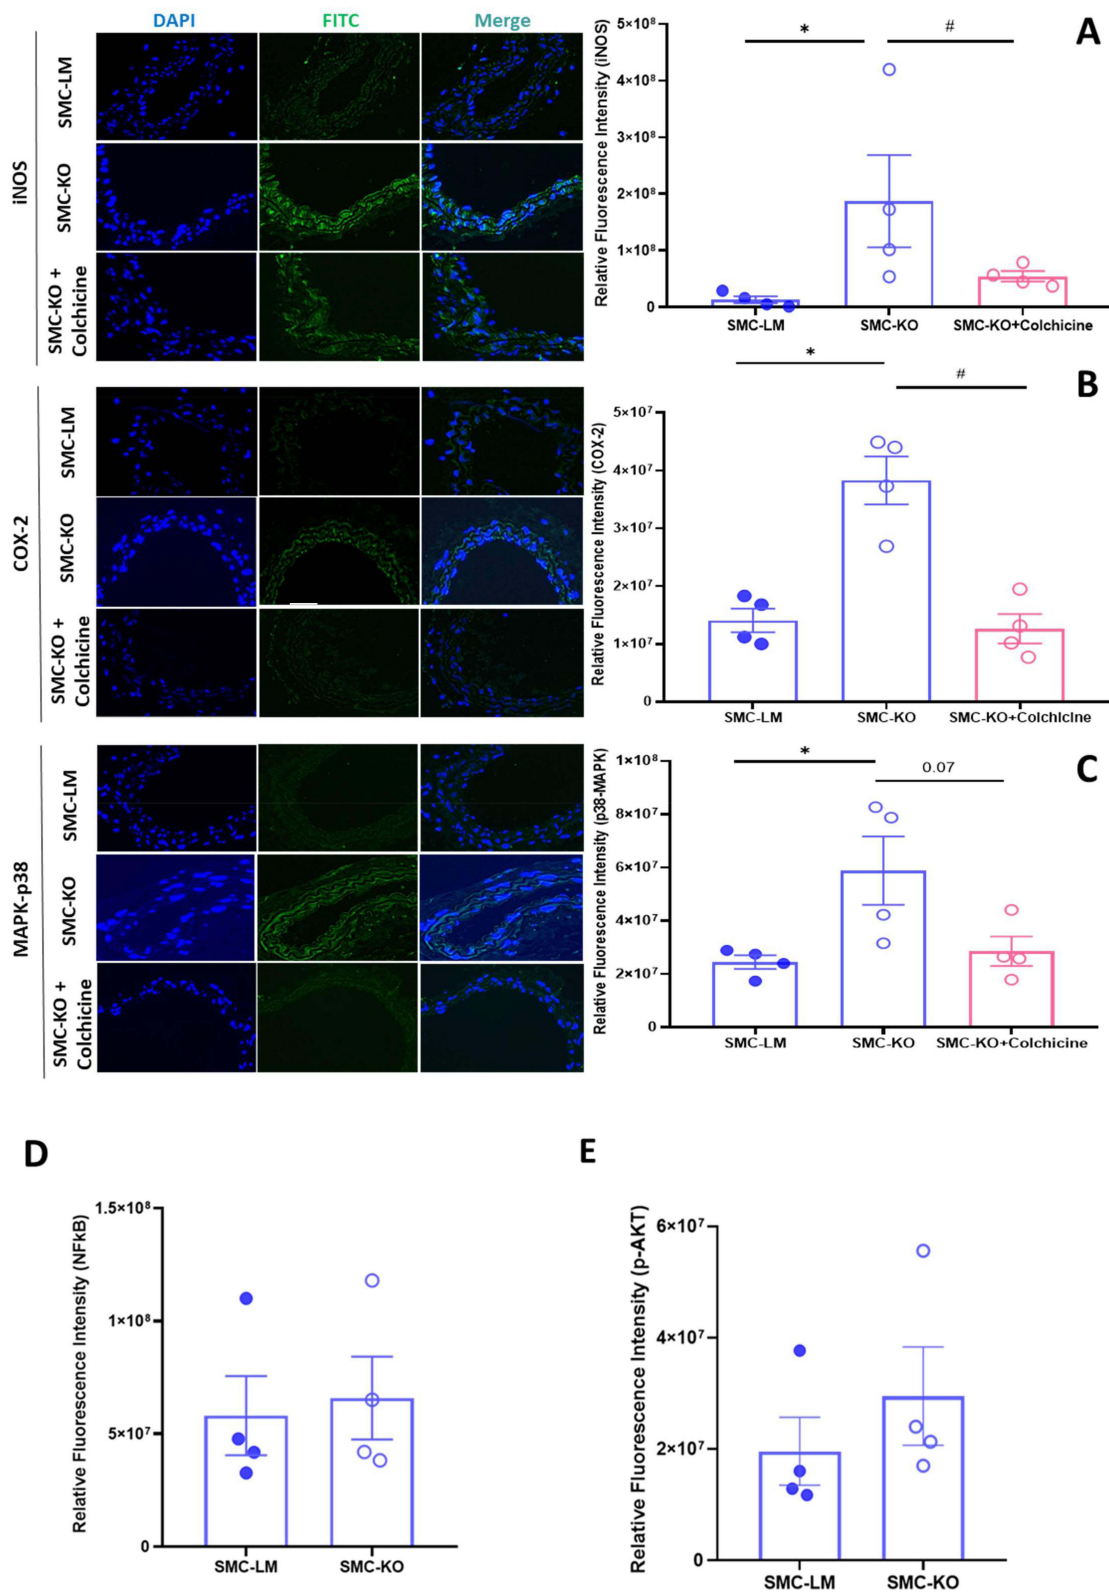 DAPI FITC Merge
iNOS
SMC-LM
SMC-KO
SMC-KO +
Colchicine
A
Relative Fluorescence Intensity (iNOS)
5×10⁸
4×10⁸
3×10⁸
2×10⁸
1×10⁸
0
*
#
SMC-LM SMC-KO SMC-KO+Colchicine
COX-2
SMC-LM
SMC-KO
SMC-KO +
Colchicine
B
Relative Fluorescence Intensity (COX-2)
5×10⁷
4×10⁷
3×10⁷
2×10⁷
1×10⁷
0
*
#
SMC-LM SMC-KO SMC-KO+Colchicine
MAPK-p38
SMC-LM
SMC-KO
SMC-KO +
Colchicine
C
Relative Fluorescence Intensity (p38-MAPK)
1×10⁸
8×10⁷
6×10⁷
4×10⁷
2×10⁷
0
*
0.07
SMC-LM SMC-KO SMC-KO+Colchicine
D
Relative Fluorescence Intensity (NFkB)
1.5×10⁸
1×10⁸
5×10⁷
0
SMC-LM SMC-KO
E
Relative Fluorescence Intensity (p-AKT)
6×10⁷
4×10⁷
2×10⁷
0
SMC-LM SMC-KO